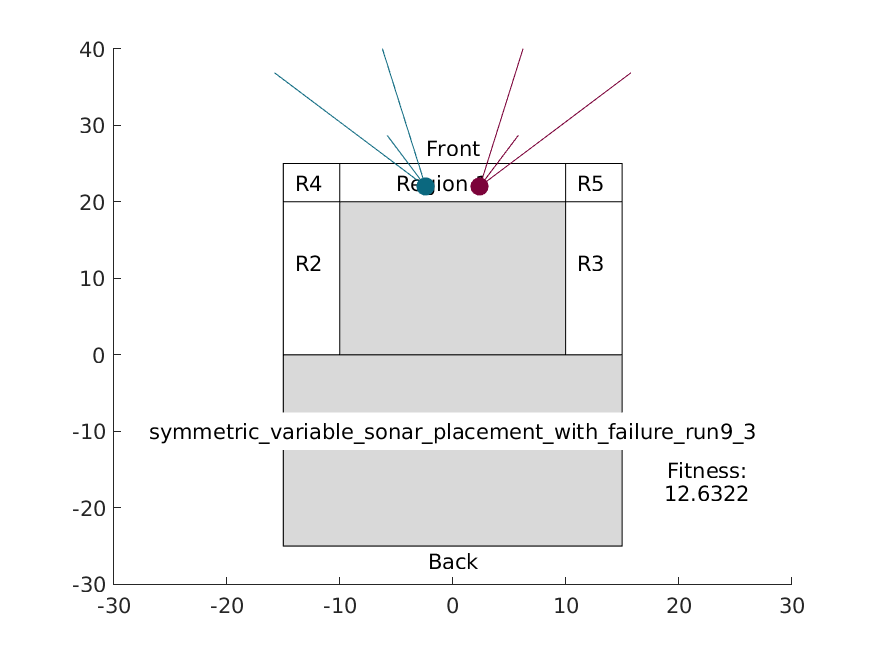 40
30
20
10
0
-10
-20
-30
-30
-20
-10
0
10
20
30
Front
R4
Region
R5
R2
R3
symmetric_variable_sonar_placement_with_failure_run9_3
Fitness:
12.6322
Back